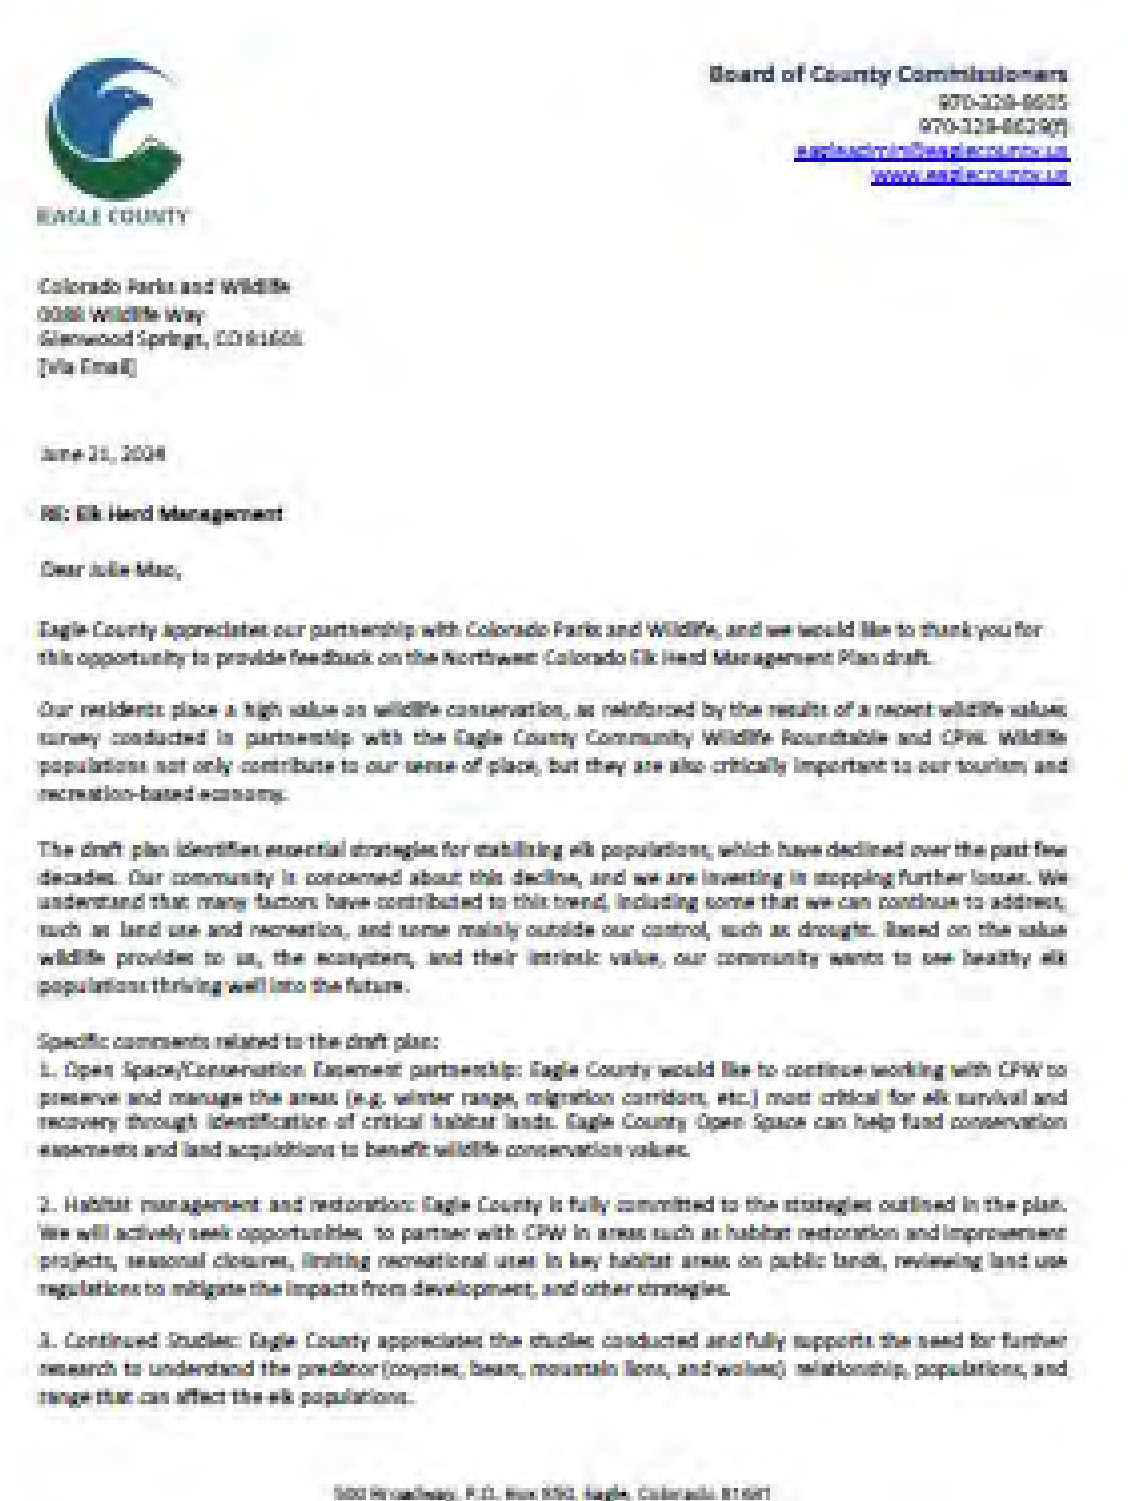 EAGLE COUNTY
Board of County Commissioners
970-328-8605
970-328-8629(f)
eagleadmin@eaglecounty.us
www.eaglecounty.us
Colorado Parks and Wildlife
0088 Wildlife Way
Glenwood Springs, CO 81601
[Via Email]
June 21, 2024
RE: Elk Herd Management
Dear Julie Mao,
Eagle County appreciates our partnership with Colorado Parks and Wildlife, and we would like to thank you for
this opportunity to provide feedback on the Northwest Colorado Elk Herd Management Plan draft.
Our residents place a high value on wildlife conservation, as reinforced by the results of a recent wildlife values
survey conducted in partnership with the Eagle County Community Wildlife Roundtable and CPW. Wildlife
populations not only contribute to our sense of place, but they are also critically important to our tourism and
recreation-based economy.
The draft plan identifies essential strategies for stabilizing elk populations, which have declined over the past few
decades. Our community is concerned about this decline, and we are investing in stopping further losses. We
understand that many factors have contributed to this trend, including some that we can continue to address,
such as land use and recreation, and some mainly outside our control, such as drought. Based on the value
wildlife provides to us, the ecosystem, and their intrinsic value, our community wants to see healthy elk
populations thriving well into the future.
Specific comments related to the draft plan:
1. Open Space/Conservation Easement partnership: Eagle County would like to continue working with CPW to
preserve and manage the areas (e.g. winter range, migration corridors, etc.) most critical for elk survival and
recovery through identification of critical habitat lands. Eagle County Open Space can help fund conservation
easements and land acquisitions to benefit wildlife conservation values.
2. Habitat management and restoration: Eagle County is fully committed to the strategies outlined in the plan.
We will actively seek opportunities to partner with CPW in areas such as habitat restoration and improvement
projects, seasonal closures, limiting recreational uses in key habitat areas on public lands, reviewing land use
regulations to mitigate the impacts from development, and other strategies.
3. Continued Studies: Eagle County appreciates the studies conducted and fully supports the need for further
research to understand the predator (coyotes, bears, mountain lions, and wolves) relationship, populations, and
range that can affect the elk populations.
500 Broadway, P.O. Box 850, Eagle, Colorado 81631